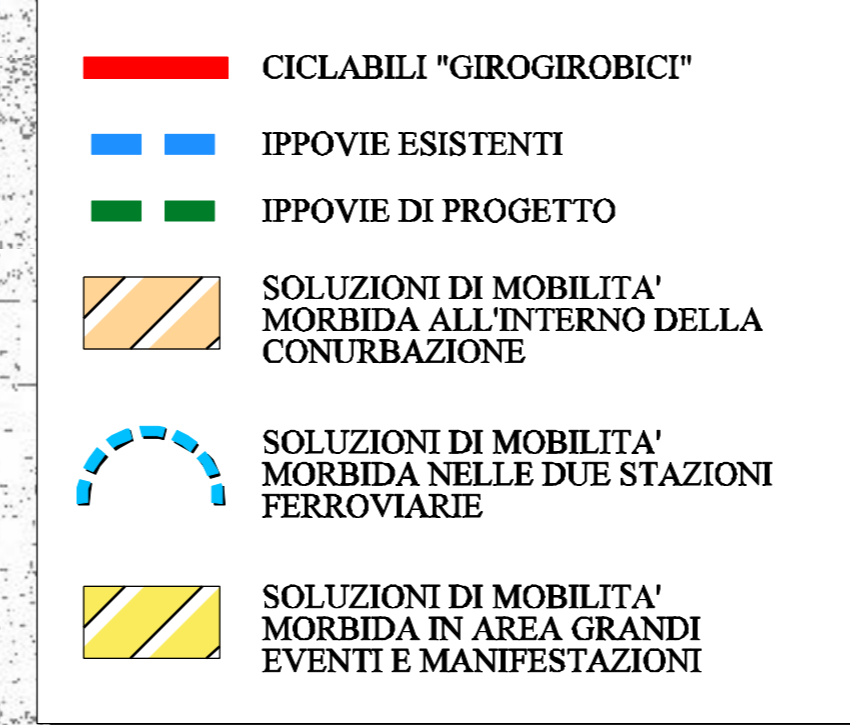 CICLABILI "GIROGIROBICI"
IPPOVIE ESISTENTI
IPPOVIE DI PROGETTO
SOLUZIONI DI MOBILITA'
MORBIDA ALL'INTERNO DELLA
CONURBAZIONE
SOLUZIONI DI MOBILITA'
MORBIDA NELLE DUE STAZIONI
FERROVIARIE
SOLUZIONI DI MOBILITA'
MORBIDA IN AREA GRANDI
EVENTI E MANIFESTAZIONI